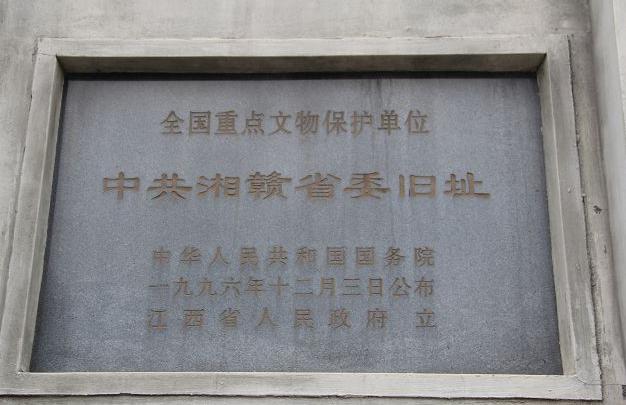 全国重点文物保护单位
中共湘赣省委旧址
中华人民共和国国务院
一九九六年十二月三日公布
江西省人民政府 立